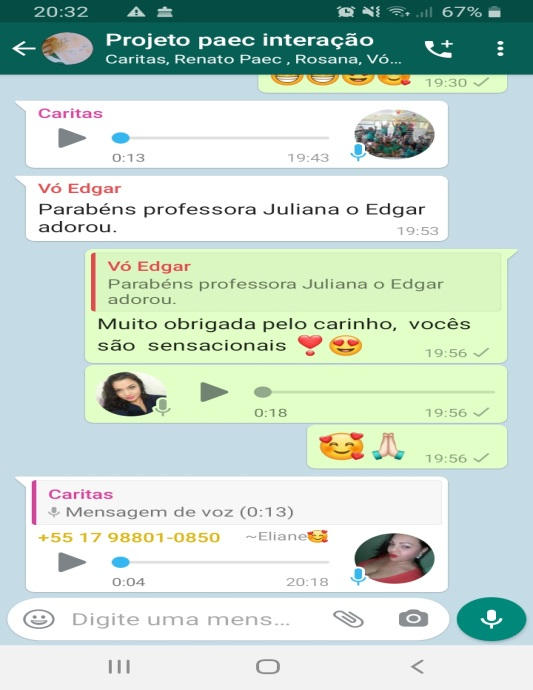 20:32
67%
Projeto paec interação
Caritas, Renato Paec , Rosana, Vó...
19:30
Caritas
0:13
19:43
Vó Edgar
Parabéns professora Juliana o Edgar
adorou.
19:53
Vó Edgar
Parabéns professora Juliana o Edgar
adorou.
Muito obrigada pelo carinho, vocês
são sensacionais ❣️😍
19:56
0:18
19:56
🥰🙏🏻
19:56
Caritas
Mensagem de voz (0:13)
+55 17 98801-0850 ~Eliane🥰
0:04
20:18
Digite uma mens...